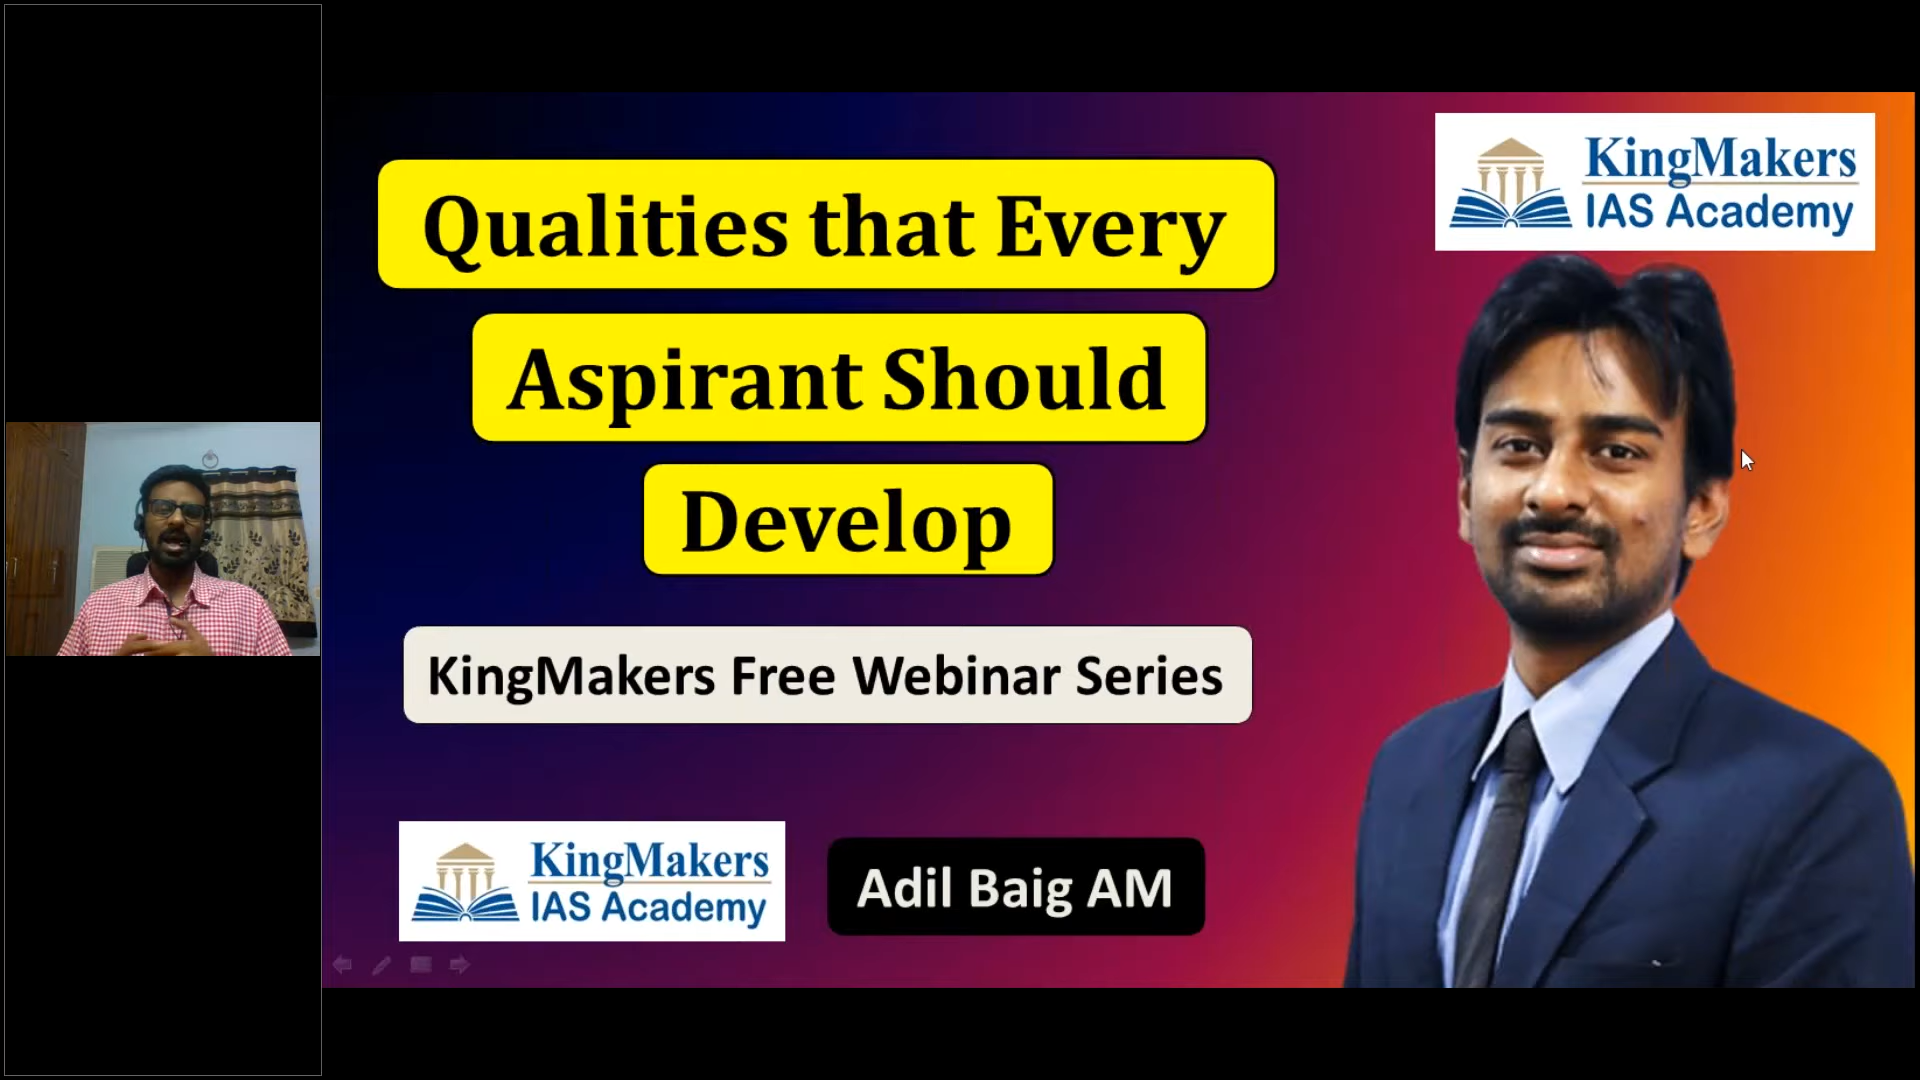 KingMakers
IAS Academy
Qualities that Every
Aspirant Should
Develop
KingMakers Free Webinar Series
KingMakers
IAS Academy
Adil Baig AM